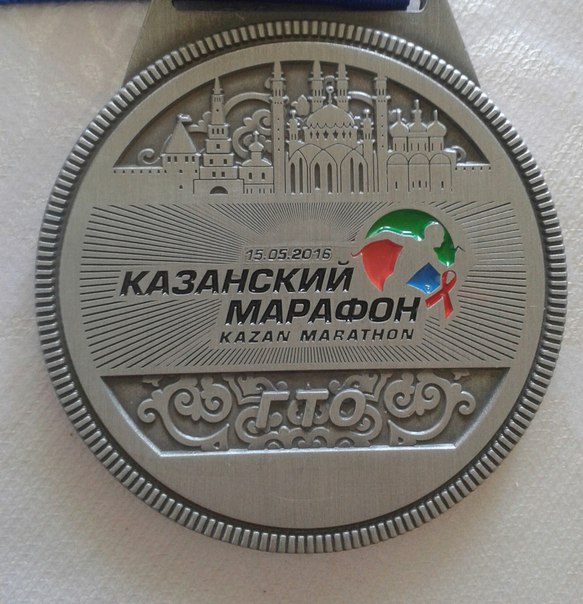 15.05.2016
КАЗАНСКИЙ
МАРАФОН
KAZAN MARATHON
ГТО